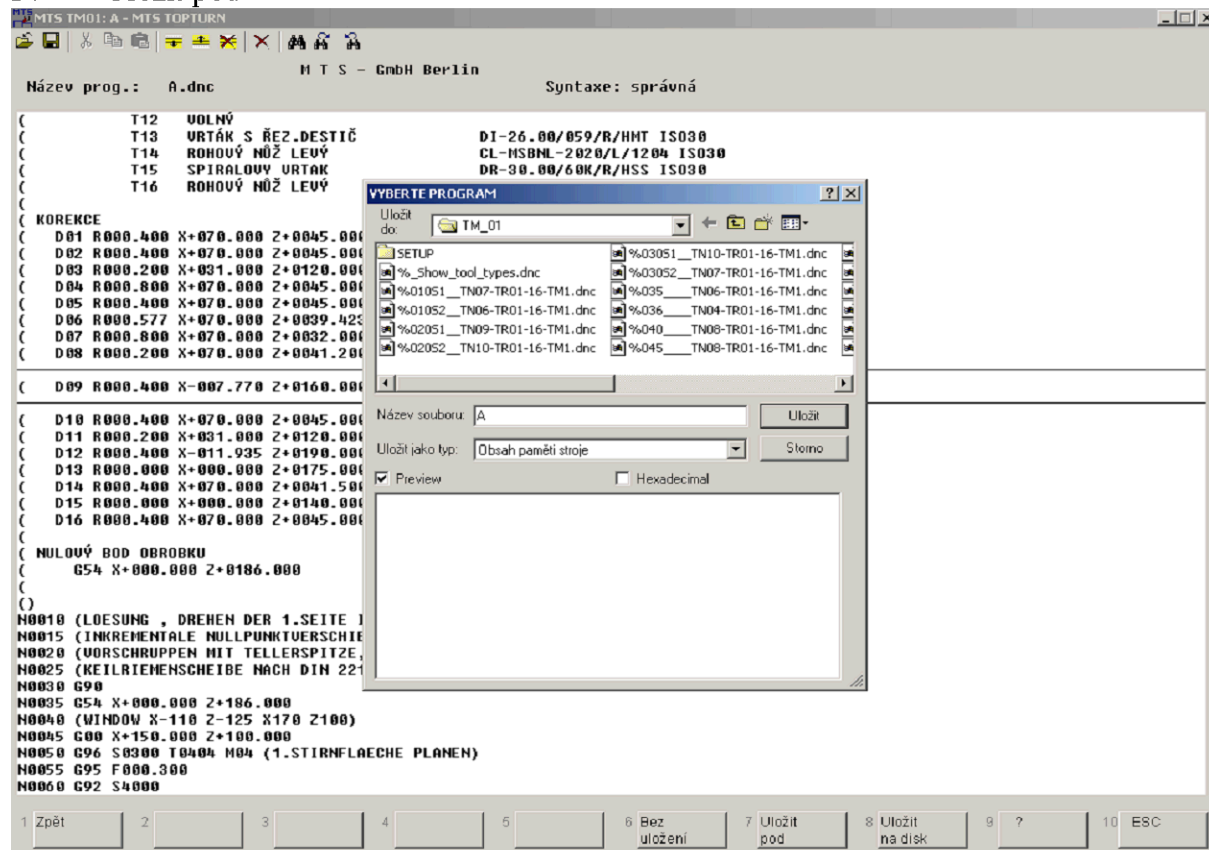 MTS TM01: A - MTS TOPTURN
M T S - GmbH Berlin
Název prog.: A.dnc Syntaxe: správná
( T12 VOLNÝ
( T13 VRTÁK S ŘEZ.DESTIČ DI-26.00/059/R/HMT ISO30
( T14 ROHOVÝ NŮŽ LEVÝ CL-MSBNL-2020/L/1204 ISO30
( T15 SPIRALOVY VRTAK DR-30.00/60K/R/HSS ISO30
( T16 ROHOVÝ NŮŽ LEVÝ
(
( KOREKCE
( D01 R000.400 X+070.000 Z+0045.000
( D02 R000.400 X+070.000 Z+0045.000
( D03 R000.200 X+031.000 Z+0120.000
( D04 R000.800 X+070.000 Z+0045.000
( D05 R000.400 X+070.000 Z+0045.000
( D06 R000.577 X+070.000 Z+0039.423
( D07 R000.800 X+070.000 Z+0032.000
( D08 R000.200 X+070.000 Z+0041.200
( D09 R000.400 X-007.770 Z+0160.000
( D10 R000.400 X+070.000 Z+0045.000
( D11 R000.200 X+031.000 Z+0120.000
( D12 R000.400 X-011.935 Z+0190.000
( D13 R000.000 X+000.000 Z+0175.000
( D14 R000.400 X+070.000 Z+0041.500
( D15 R000.000 X+000.000 Z+0140.000
( D16 R000.400 X+070.000 Z+0045.000
(
( NULOVÝ BOD OBROBKU
( G54 X+000.000 Z+0186.000
(
()
N0010 (LOESUNG , DREHEN DER 1.SEITE
N0015 (INKREMENTALE NULLPUNKTVERSCHIE
N0020 (VORSCHRUPPEN MIT TELLERSPITZE,
N0025 (KEILRIEMENSCHEIBE NACH DIN 221
N0030 G90
N0035 G54 X+000.000 Z+186.000
N0040 (WINDOW X-110 Z-125 X170 Z100)
N0045 G00 X+150.000 Z+100.000
N0050 G96 S0300 T0404 M04 (1.STIRNFLAECHE PLANEN)
N0055 G95 F000.300
N0060 G92 S4000
VYBERTE PROGRAM
Uložit do: TM_01
SETUP
%_Show_tool_types.dnc
%010S1__TN07-TR01-16-TM1.dnc
%010S2__TN06-TR01-16-TM1.dnc
%020S1__TN09-TR01-16-TM1.dnc
%020S2__TN10-TR01-16-TM1.dnc
%030S1__TN10-TR01-16-TM1.dnc
%030S2__TN07-TR01-16-TM1.dnc
%035____TN06-TR01-16-TM1.dnc
%036____TN04-TR01-16-TM1.dnc
%040____TN08-TR01-16-TM1.dnc
%045____TN08-TR01-16-TM1.dnc
Název souboru: A Uložit
Uložit jako typ: Obsah paměti stroje Storno
Preview Hexadecimal
1 Zpět 2 3 4 5 6 Bez uložení 7 Uložit pod 8 Uložit na disk 9 ? 10 ESC